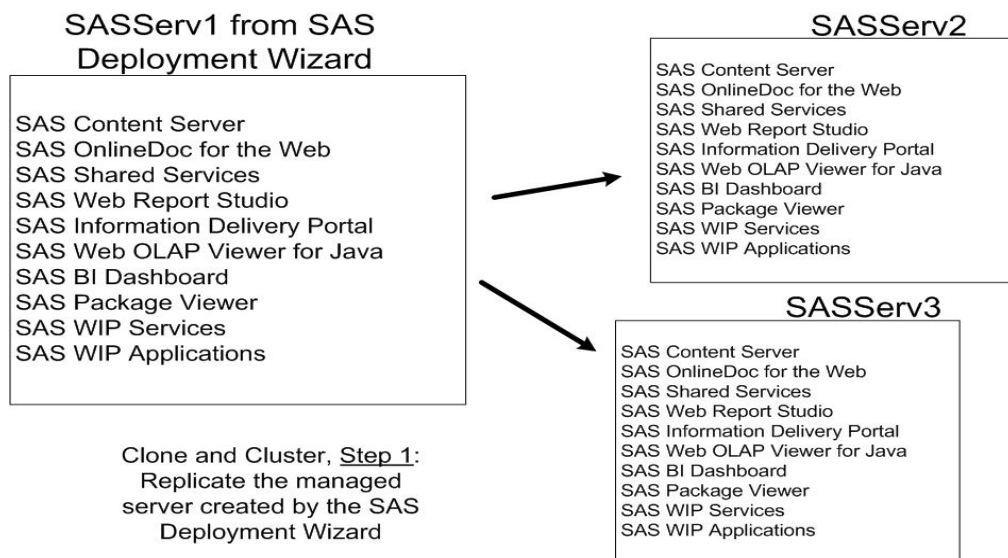 SASServ1 from SAS
Deployment Wizard
SAS Content Server
SAS OnlineDoc for the Web
SAS Shared Services
SAS Web Report Studio
SAS Information Delivery Portal
SAS Web OLAP Viewer for Java
SAS BI Dashboard
SAS Package Viewer
SAS WIP Services
SAS WIP Applications
Clone and Cluster, Step 1:
Replicate the managed
server created by the SAS
Deployment Wizard
SASServ2
SAS Content Server
SAS OnlineDoc for the Web
SAS Shared Services
SAS Web Report Studio
SAS Information Delivery Portal
SAS Web OLAP Viewer for Java
SAS BI Dashboard
SAS Package Viewer
SAS WIP Services
SAS WIP Applications
SASServ3
SAS Content Server
SAS OnlineDoc for the Web
SAS Shared Services
SAS Web Report Studio
SAS Information Delivery Portal
SAS Web OLAP Viewer for Java
SAS BI Dashboard
SAS Package Viewer
SAS WIP Services
SAS WIP Applications